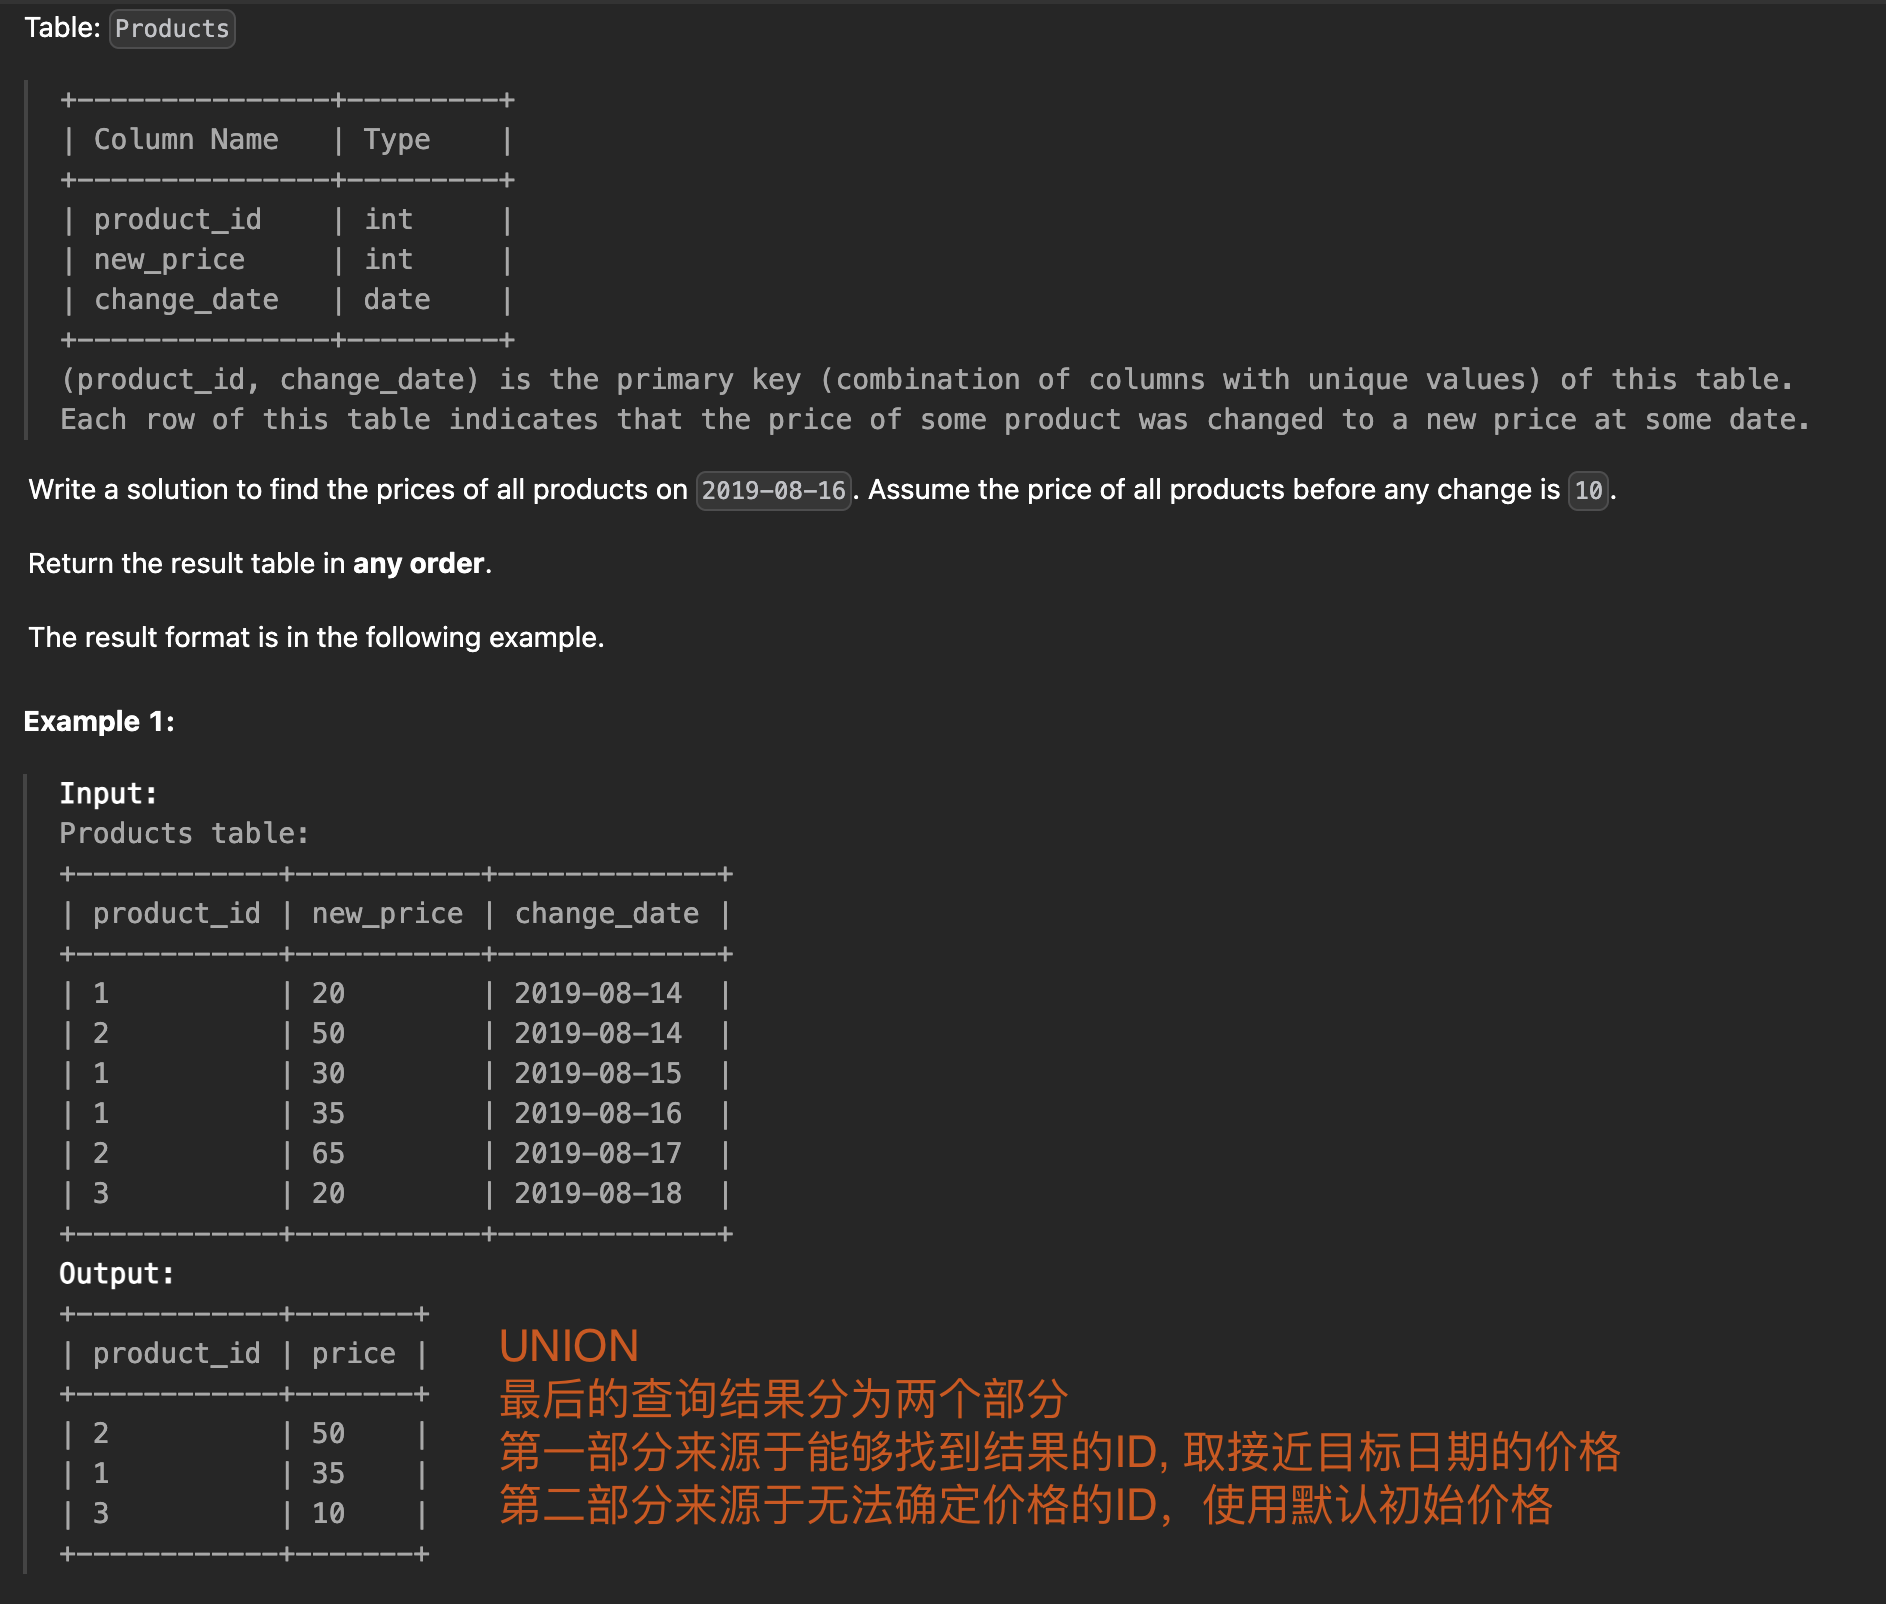 Table: Products
+---------------+---------+
| Column Name   | Type    |
+---------------+---------+
| product_id    | int     |
| new_price     | int     |
| change_date   | date    |
+---------------+---------+
(product_id, change_date) is the primary key (combination of columns with unique values) of this table.
Each row of this table indicates that the price of some product was changed to a new price at some date.
Write a solution to find the prices of all products on 2019-08-16. Assume the price of all products before any change is 10.
Return the result table in any order.
The result format is in the following example.
Example 1:
Input:
Products table:
+------------+-----------+-------------+
| product_id | new_price | change_date |
+------------+-----------+-------------+
| 1          | 20        | 2019-08-14  |
| 2          | 50        | 2019-08-14  |
| 1          | 30        | 2019-08-15  |
| 1          | 35        | 2019-08-16  |
| 2          | 65        | 2019-08-17  |
| 3          | 20        | 2019-08-18  |
+------------+-----------+-------------+
Output:
+------------+-------+
| product_id | price |
+------------+-------+
| 2          | 50    |
| 1          | 35    |
| 3          | 10    |
+------------+-------+
UNION
最后的查询结果分为两个部分
第一部分来源于能够找到结果的ID, 取接近目标日期的价格
第二部分来源于无法确定价格的ID，使用默认初始价格